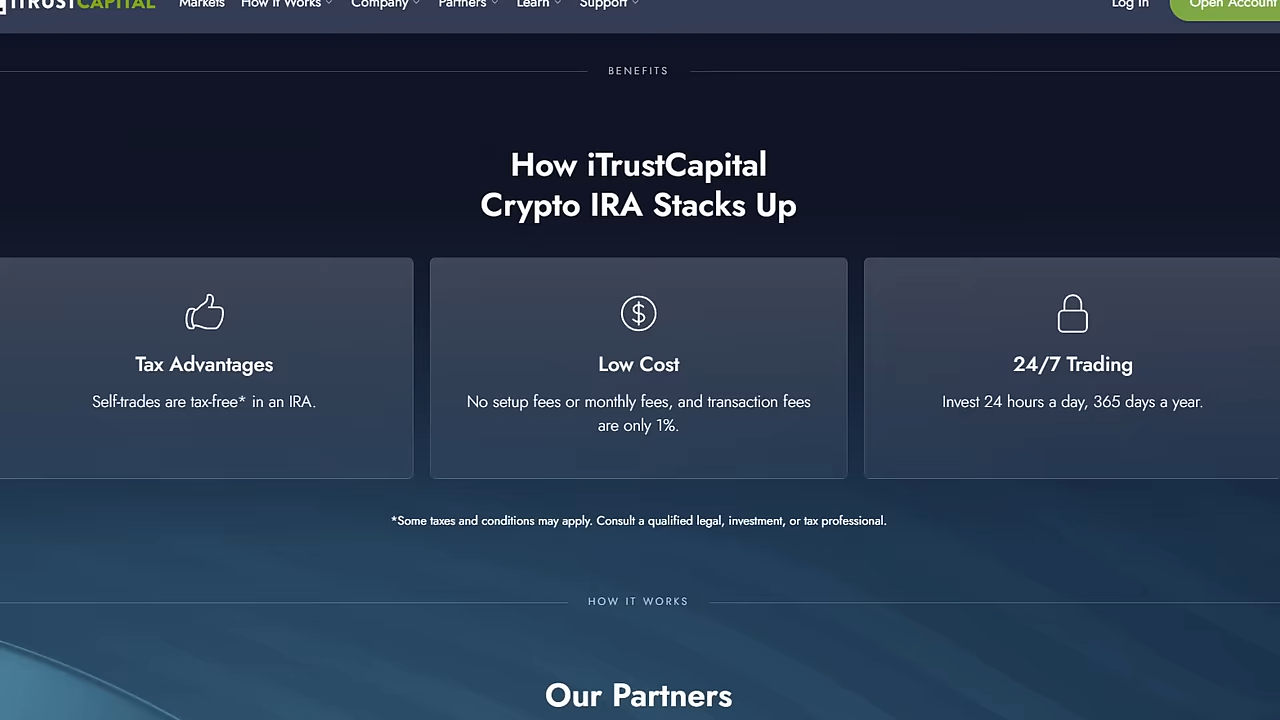 iTRUSTCAPITAL Markets How It Works Company Partners Learn Support Log In Open Account
BENEFITS
How iTrustCapital
Crypto IRA Stacks Up
Tax Advantages
Self-trades are tax-free* in an IRA.
Low Cost
No setup fees or monthly fees, and transaction fees
are only 1%.
24/7 Trading
Invest 24 hours a day, 365 days a year.
*Some taxes and conditions may apply. Consult a qualified legal, investment, or tax professional.
HOW IT WORKS
Our Partners